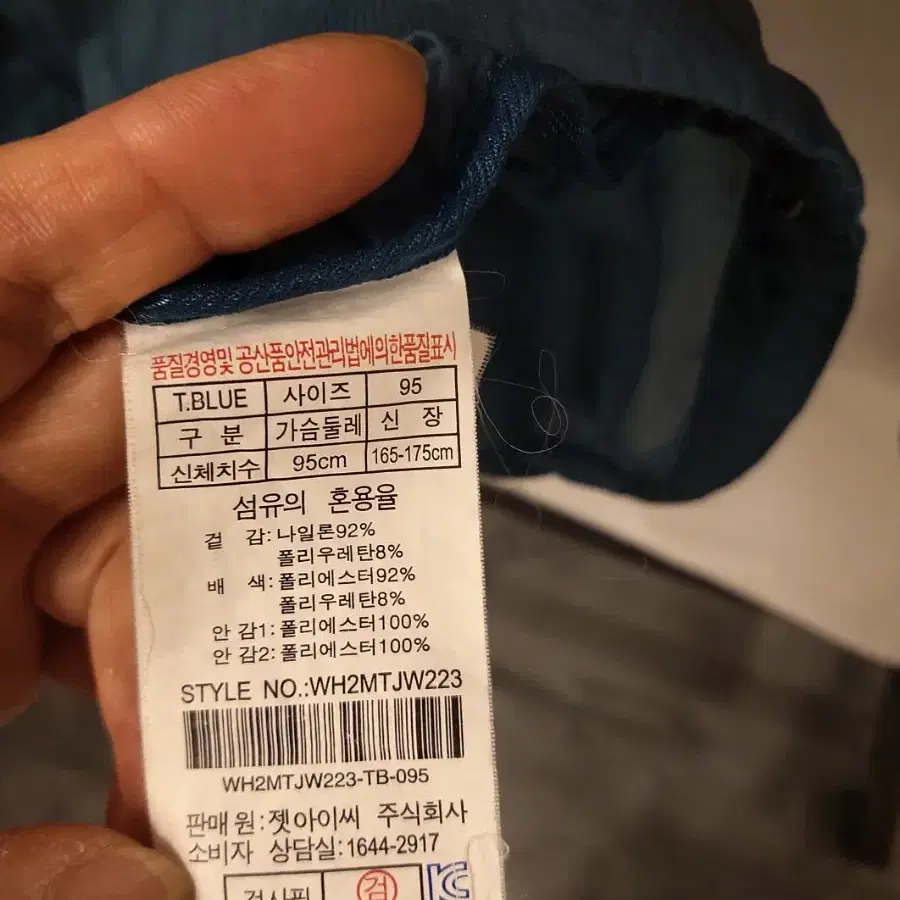 품질경영및 공산품안전관리법에의한품질표시
T.BLUE 사이즈 95
구 분 가슴둘레 신 장
신체치수 95cm 165-175cm
섬유의 혼용율
겉 감:나일론92%
폴리우레탄8%
배 색:폴리에스터92%
폴리우레탄8%
안 감1:폴리에스터100%
안 감2:폴리에스터100%
STYLE NO.:WH2MTJW223
WH2MTJW223-TB-095
판매원:젯아이씨 주식회사
소비자 상담실:1644-2917
검사필 검